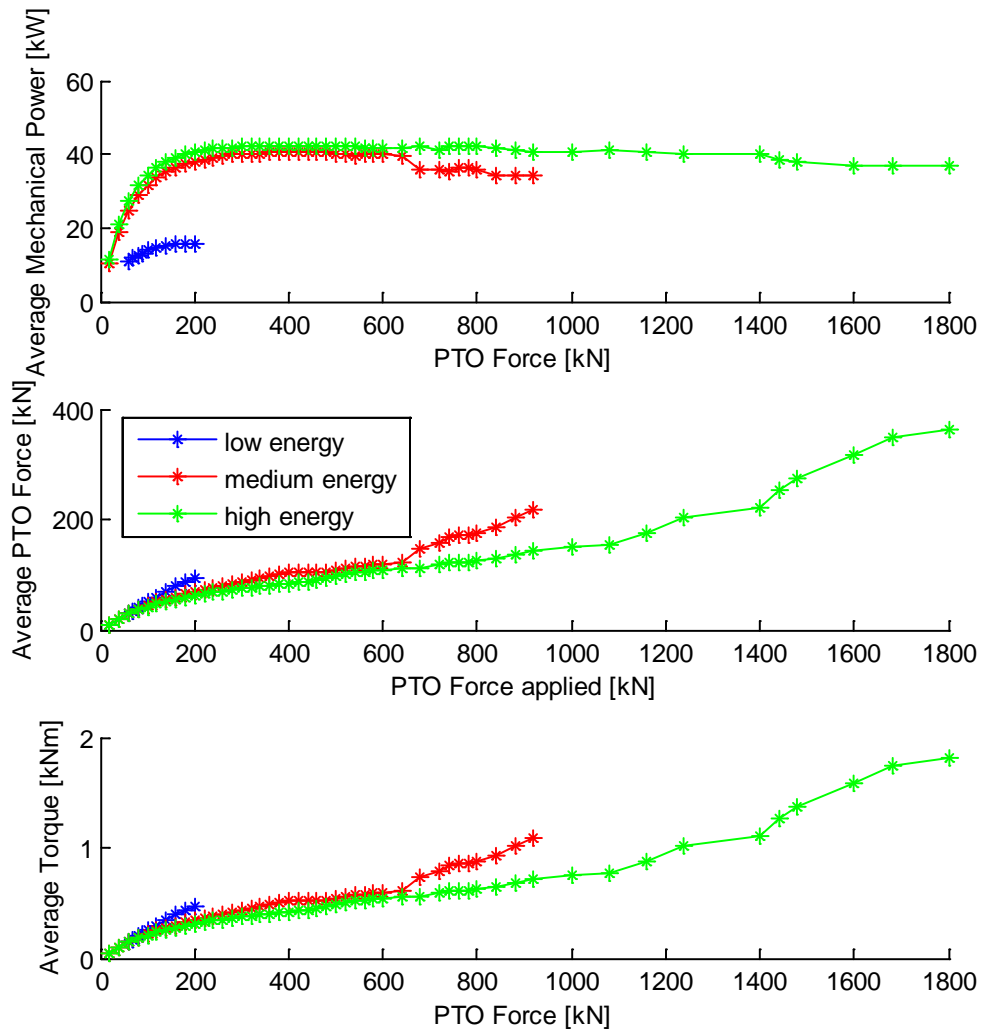 Average Mechanical Power [kW]
60
40
20
0
0 200 400 600 800 1000 1200 1400 1600 1800
PTO Force [kN]
Average PTO Force [kN]
400
200
0
low energy
medium energy
high energy
0 200 400 600 800 1000 1200 1400 1600 1800
PTO Force applied [kN]
Average Torque [kNm]
2
1
0
0 200 400 600 800 1000 1200 1400 1600 1800
PTO Force [kN]